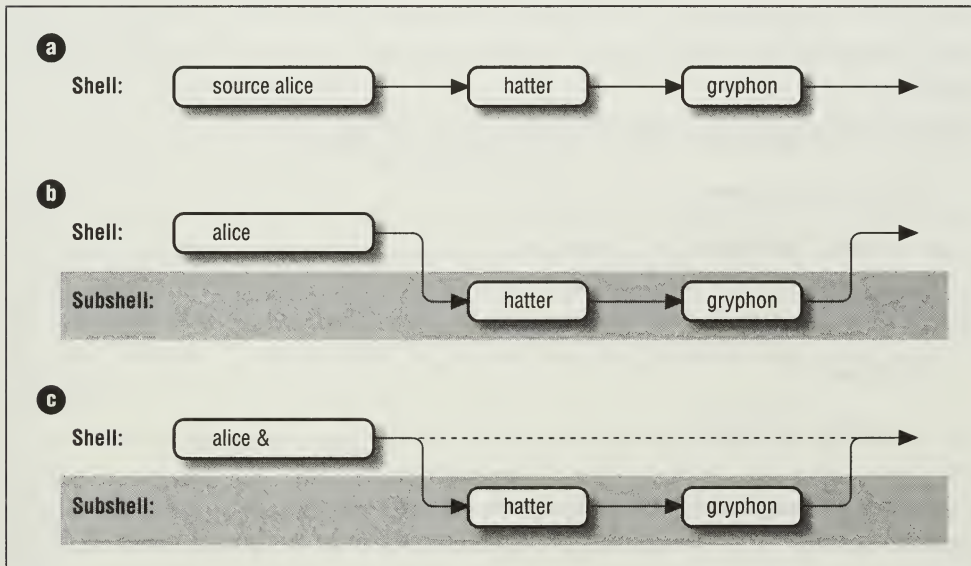 a
Shell: source alice hatter gryphon
b
Shell: alice
Subshell: hatter gryphon
c
Shell: alice &
Subshell: hatter gryphon